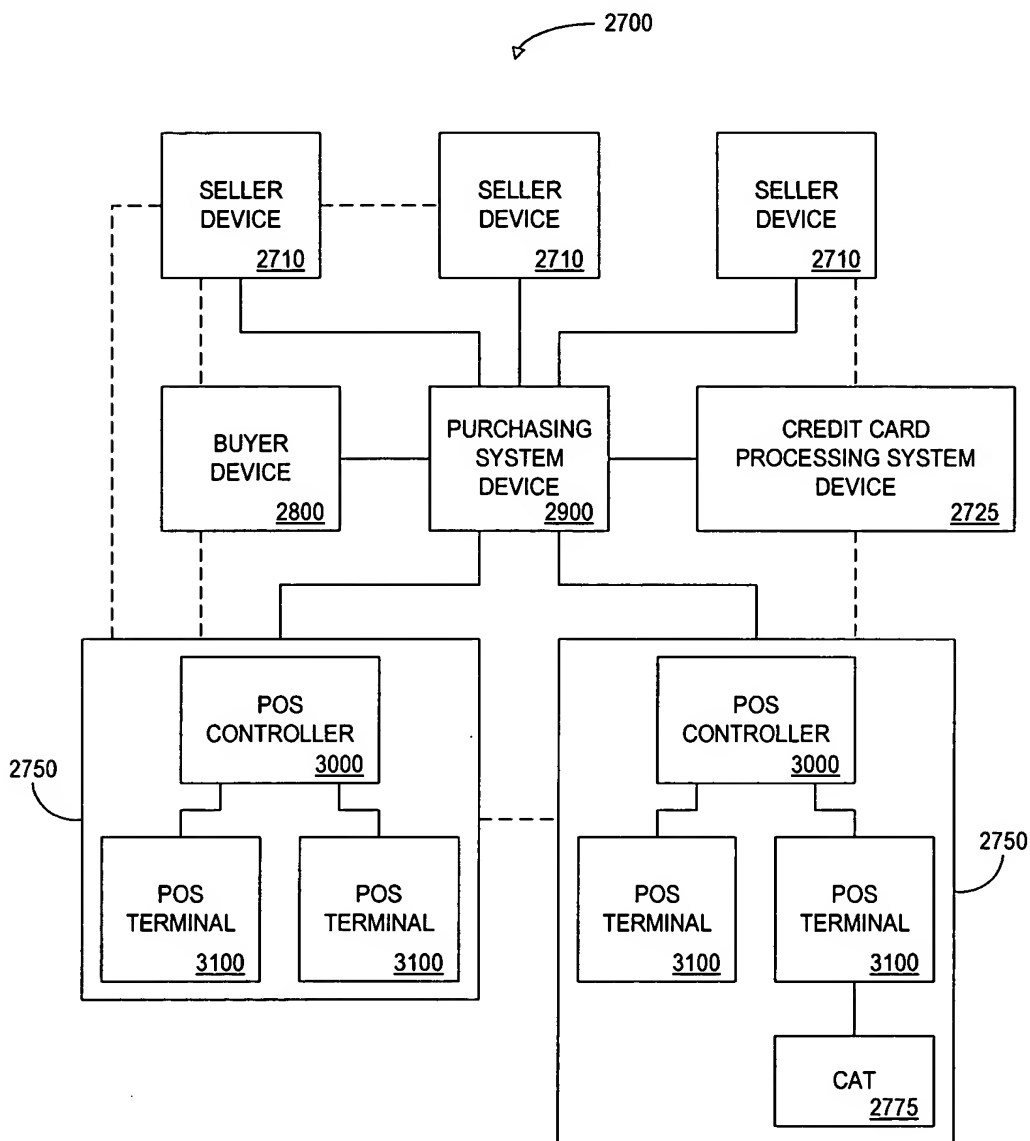 2700
SELLER
DEVICE
2710
SELLER
DEVICE
2710
SELLER
DEVICE
2710
BUYER
DEVICE
2800
PURCHASING
SYSTEM
DEVICE
2900
CREDIT CARD
PROCESSING SYSTEM
DEVICE
2725
2750
POS
CONTROLLER
3000
POS
TERMINAL
3100
POS
TERMINAL
3100
POS
CONTROLLER
3000
2750
POS
TERMINAL
3100
POS
TERMINAL
3100
CAT
2775